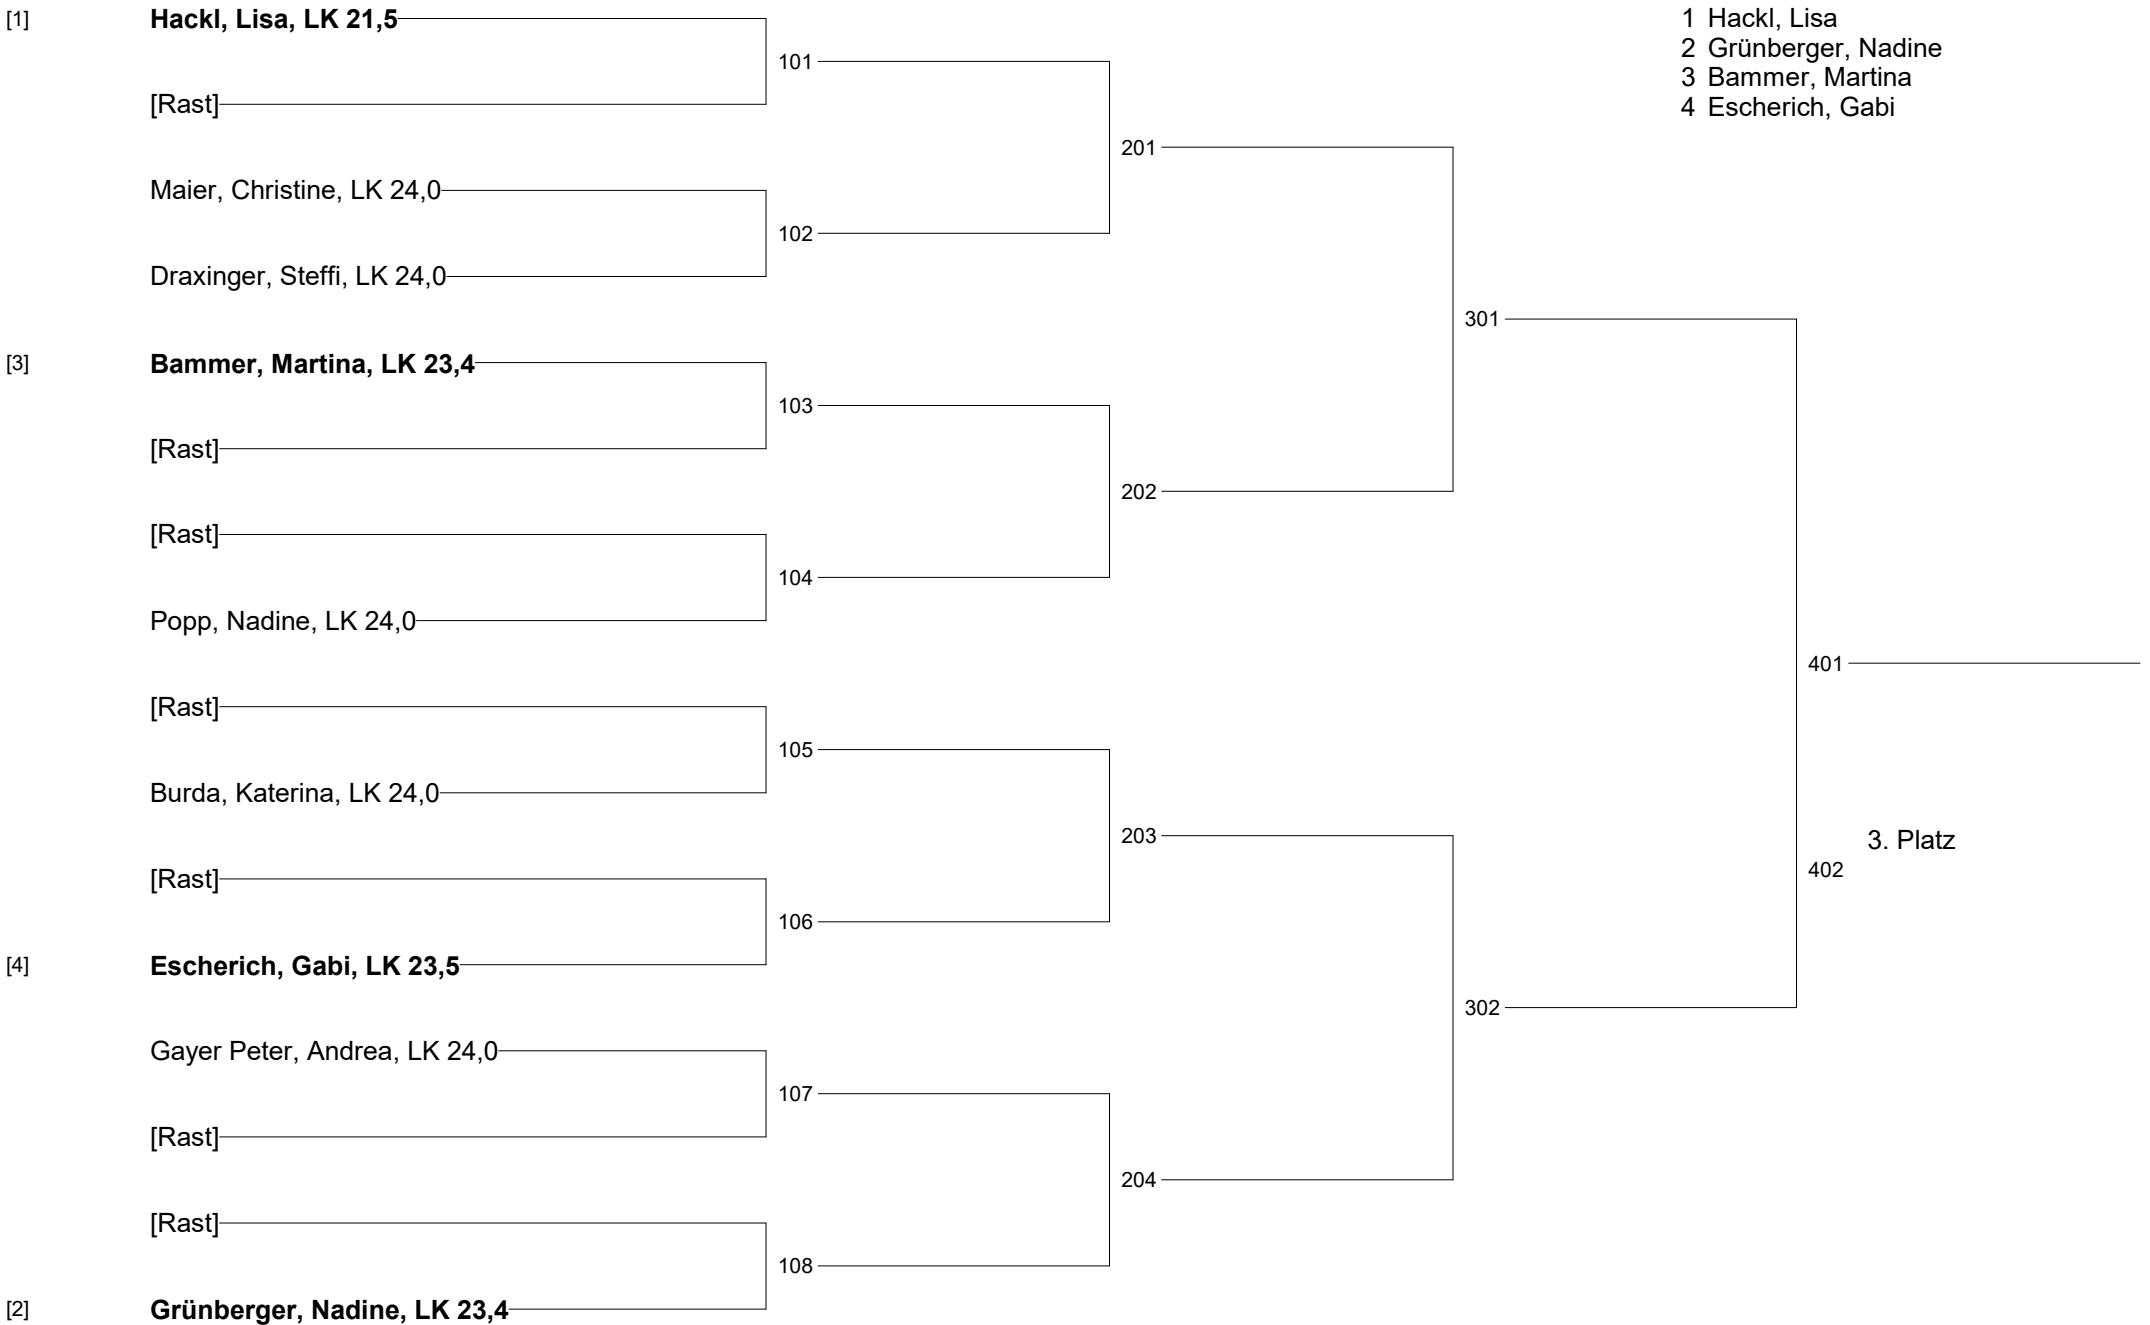 [1] Hackl, Lisa, LK 21,5
[Rast]
101
Maier, Christine, LK 24,0
Draxinger, Steffi, LK 24,0
102
201
[3] Bammer, Martina, LK 23,4
[Rast]
103
[Rast]
Popp, Nadine, LK 24,0
104
202
301
[Rast]
Burda, Katerina, LK 24,0
105
[Rast]
[4] Escherich, Gabi, LK 23,5
106
203
Gayer Peter, Andrea, LK 24,0
[Rast]
107
[Rast]
[2] Grünberger, Nadine, LK 23,4
108
204
302
401
3. Platz
402
1 Hackl, Lisa
2 Grünberger, Nadine
3 Bammer, Martina
4 Escherich, Gabi